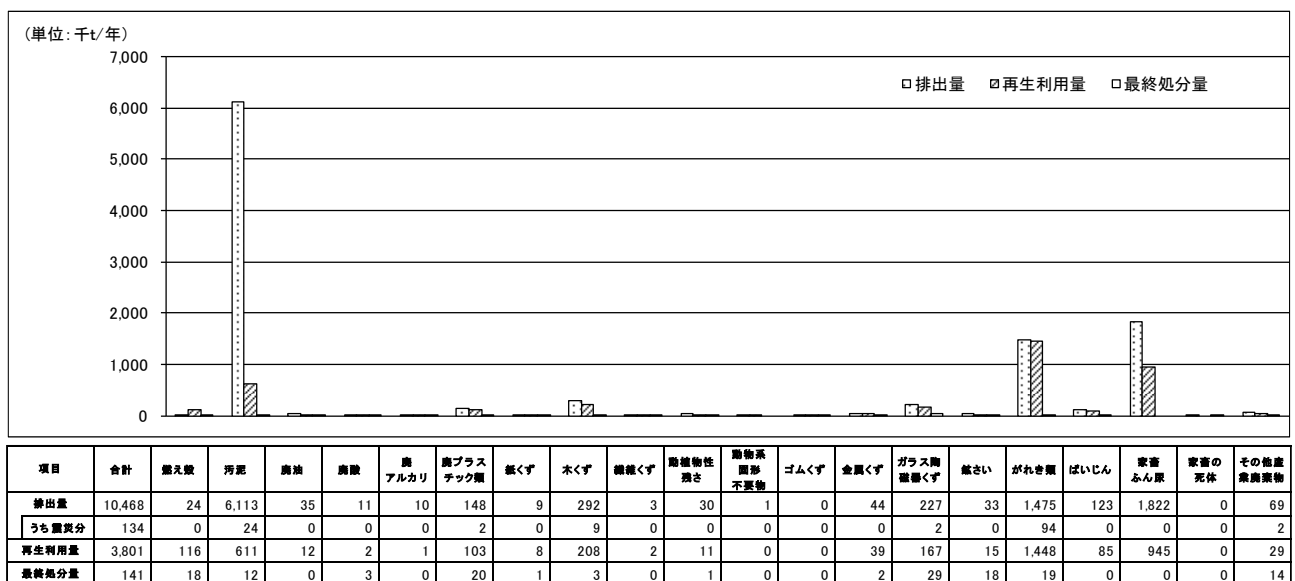 （単位：千t/年）
7,000
□排出量 ▨再生利用量 □最終処分量
6,000
5,000
4,000
3,000
2,000
1,000
0
項目 合計 燃え殻 汚泥 廃油 廃酸 廃アルカリ 廃プラスチック類 紙くず 木くず 繊維くず 動植物性残さ 動物系固形不要物 ゴムくず 金属くず ガラス陶磁器くず 鉱さい がれき類 ばいじん 家畜ふん尿 家畜の死体 その他産業廃棄物
排出量 10,468 24 6,113 35 11 10 148 9 292 3 30 1 0 44 227 33 1,475 123 1,822 0 69
うち震災分 134 0 24 0 0 0 2 0 9 0 0 0 0 0 2 0 94 0 0 0 2
再生利用量 3,801 116 611 12 2 1 103 8 208 2 11 0 0 39 167 15 1,448 85 945 0 29
最終処分量 141 18 12 0 3 0 20 1 3 0 1 0 0 2 29 18 19 0 0 0 14